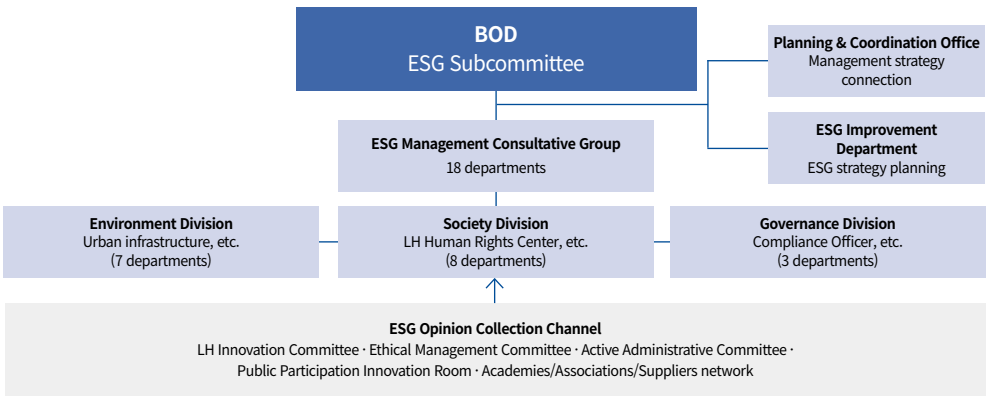 BOD
ESG Subcommittee
Planning & Coordination Office
Management strategy
connection
ESG Improvement
Department
ESG strategy planning
ESG Management Consultative Group
18 departments
Environment Division
Urban infrastructure, etc.
(7 departments)
Society Division
LH Human Rights Center, etc.
(8 departments)
Governance Division
Compliance Officer, etc.
(3 departments)
ESG Opinion Collection Channel
LH Innovation Committee · Ethical Management Committee · Active Administrative Committee ·
Public Participation Innovation Room · Academies/Associations/Suppliers network